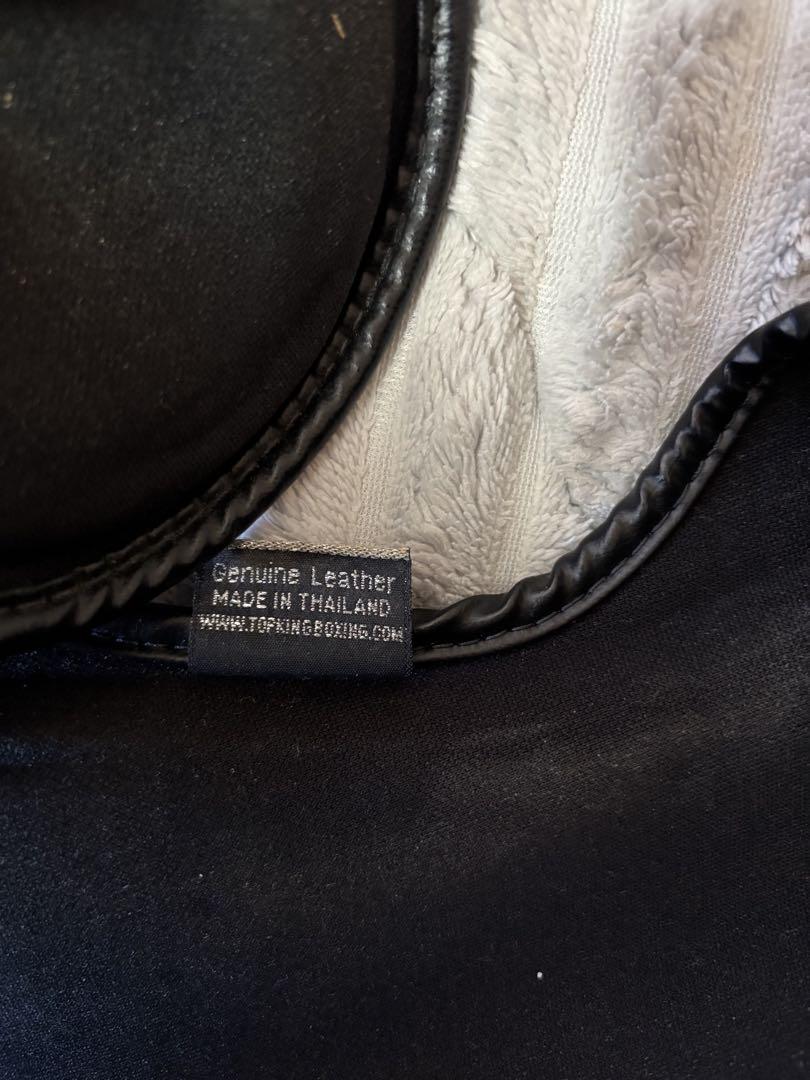 Genuine Leather
MADE IN THAILAND
WWW.TOPKINGBOXING.COM